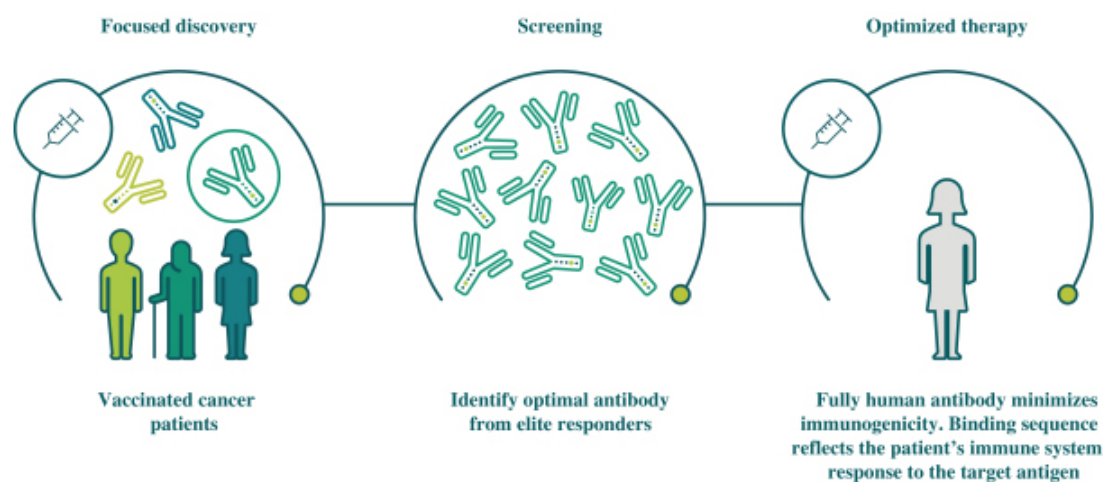 Focused discovery
Screening
Optimized therapy
Vaccinated cancer
patients
Identify optimal antibody
from elite responders
Fully human antibody minimizes
immunogenicity. Binding sequence
reflects the patient's immune system
response to the target antigen